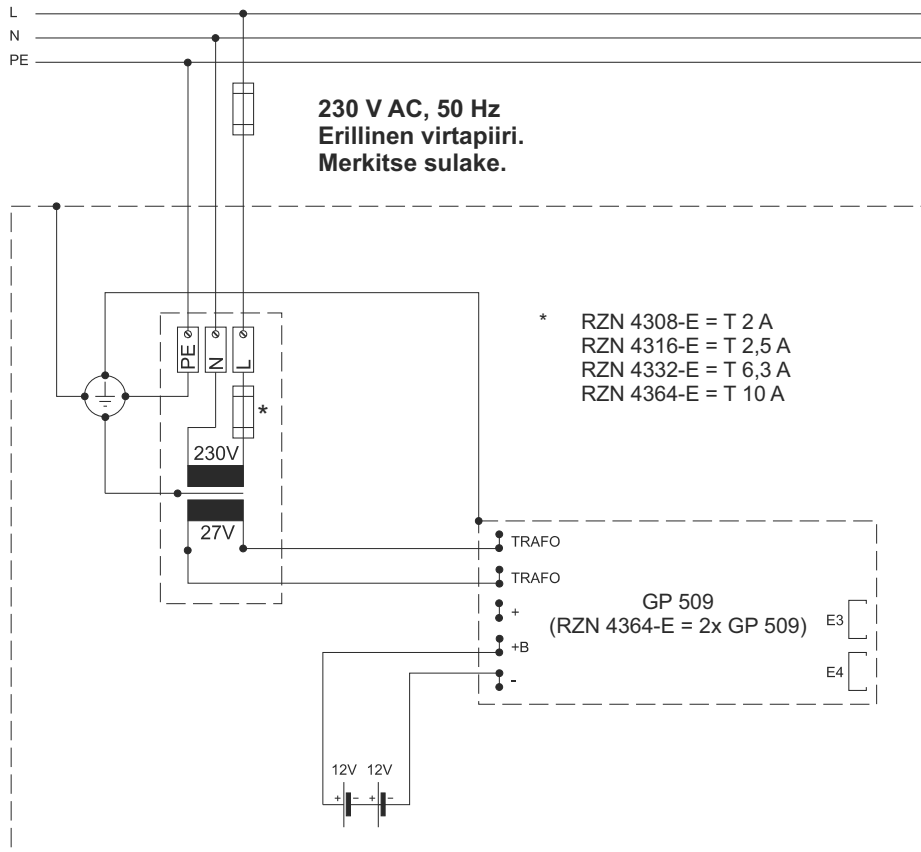 L
N
PE
230 V AC, 50 Hz
Erillinen virtapiiri.
Merkitse sulake.
* RZN 4308-E = T 2 A
RZN 4316-E = T 2,5 A
RZN 4332-E = T 6,3 A
RZN 4364-E = T 10 A
PE N L
*
230V
27V
TRAFO
TRAFO
+
+B
-
GP 509
(RZN 4364-E = 2x GP 509)
E3
E4
12V 12V
+ - + -